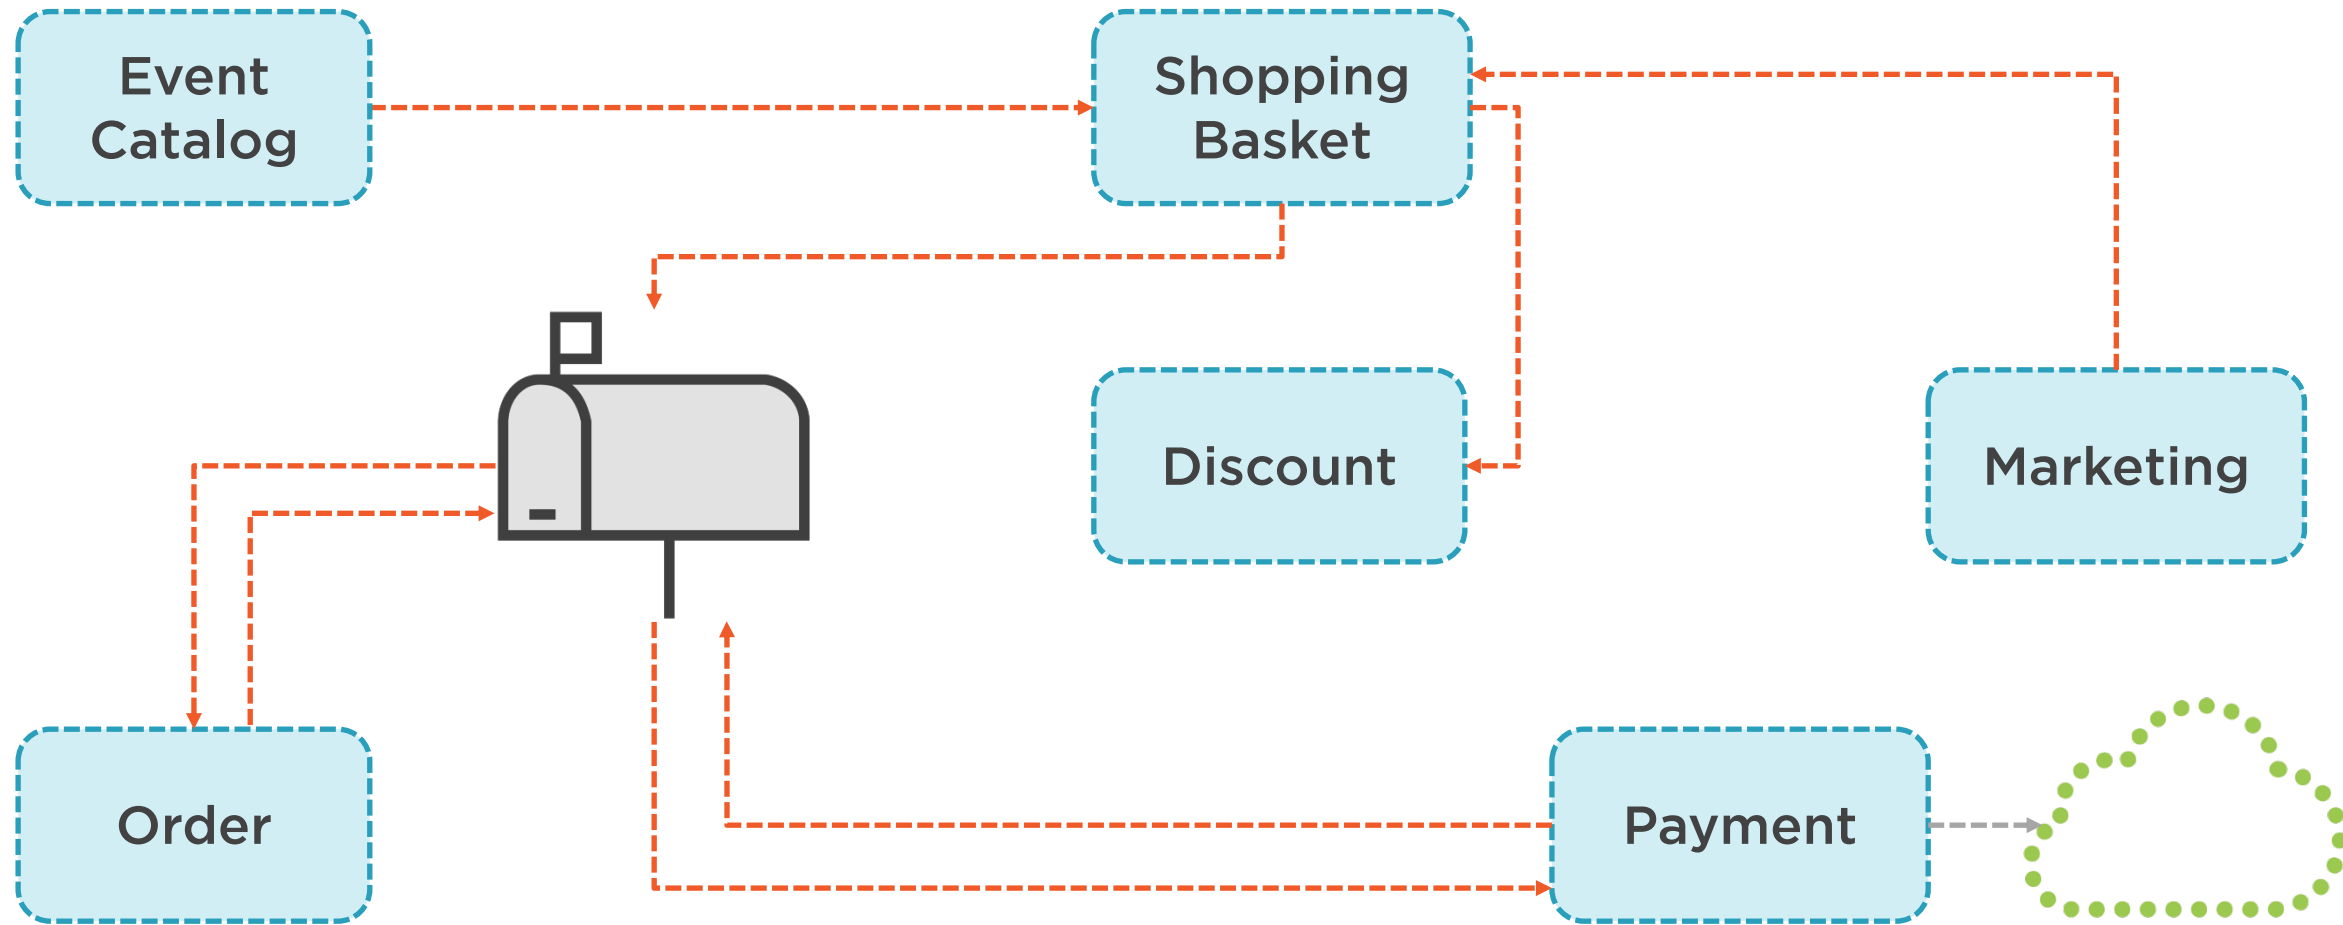 Event
Catalog
Shopping
Basket
Discount
Marketing
Order
Payment